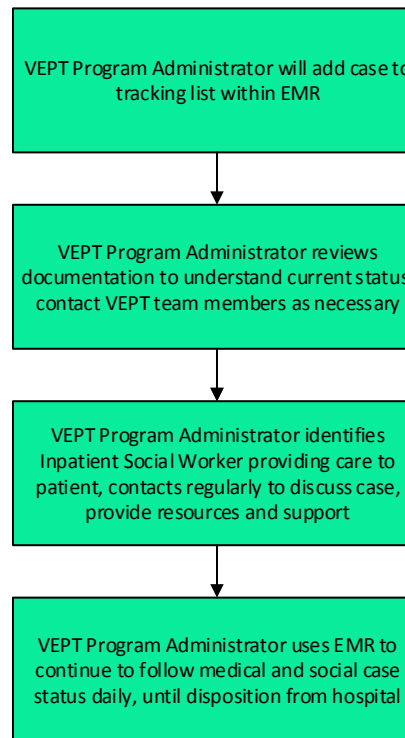 VEPT Program Administrator will add case to
tracking list within EMR
VEPT Program Administrator reviews
documentation to understand current status,
contact VEPT team members as necessary
VEPT Program Administrator identifies
Inpatient Social Worker providing care to
patient, contacts regularly to discuss case,
provide resources and support
VEPT Program Administrator uses EMR to
continue to follow medical and social case
status daily, until disposition from hospital